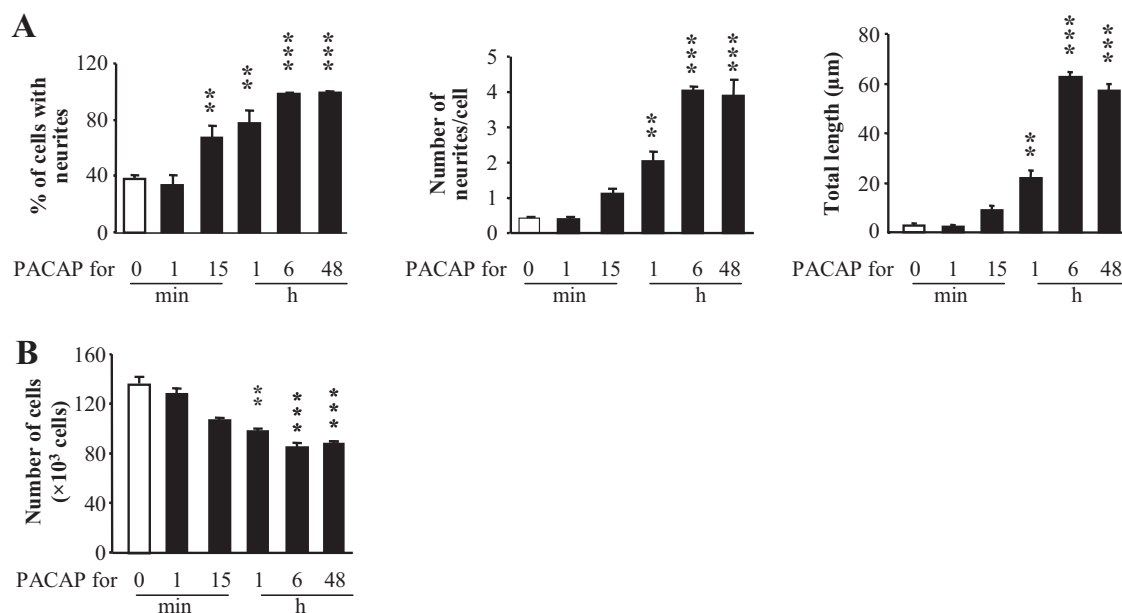 A
% of cells with
neurites
120
80
40
0
**
**
***
***
PACAP for 0 1 15 1 6 48
min h
Number of
neurites/cell
5
4
3
2
1
0
**
***
***
PACAP for 0 1 15 1 6 48
min h
Total length (µm)
80
60
40
20
0
**
***
***
PACAP for 0 1 15 1 6 48
min h
B
Number of cells
(×10³ cells)
160
120
80
40
0
**
***
***
PACAP for 0 1 15 1 6 48
min h